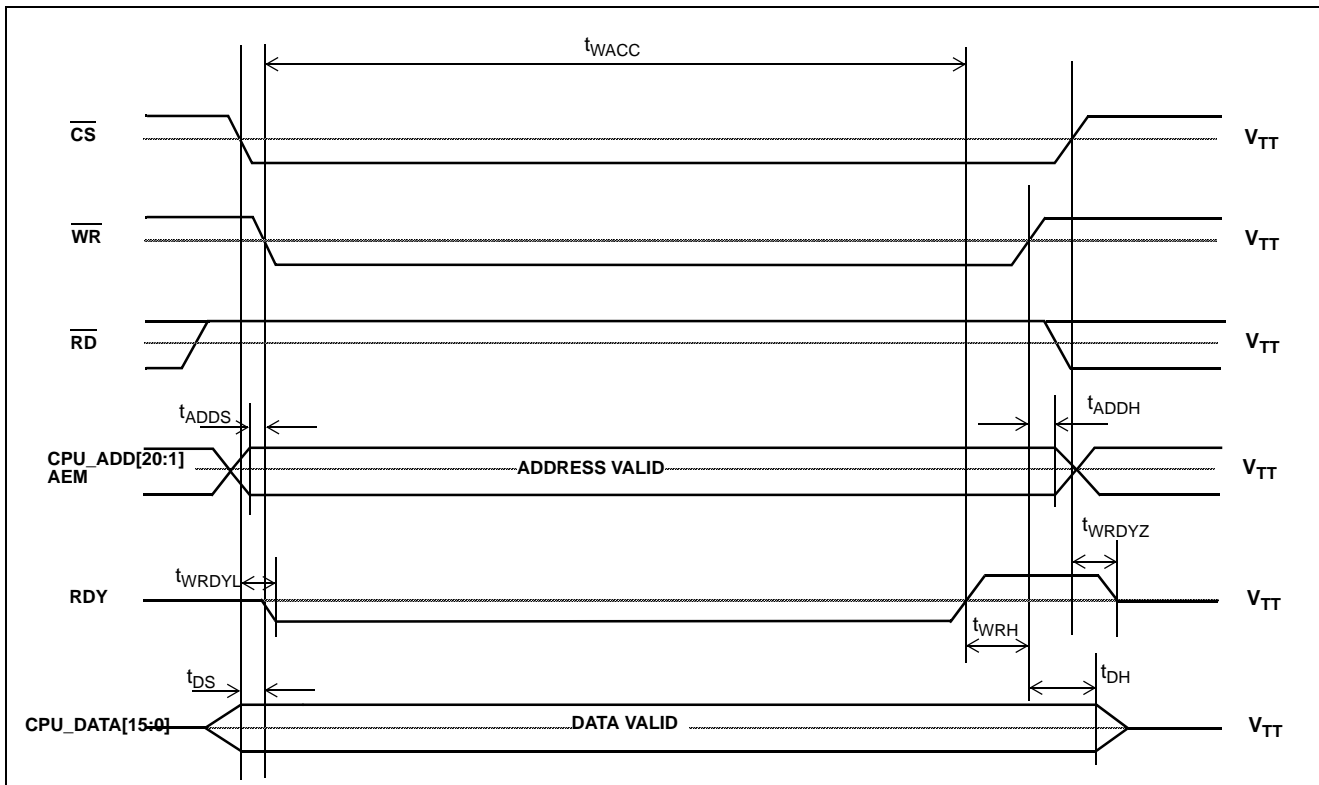 tWACC
CS VTT
WR VTT
RD VTT
tADDS tADDH
CPU_ADD[20:1]
AEM ADDRESS VALID VTT
tWRDYZ
tWRDYL
RDY VTT
tWRH
tDS tDH
CPU_DATA[15:0] DATA VALID VTT